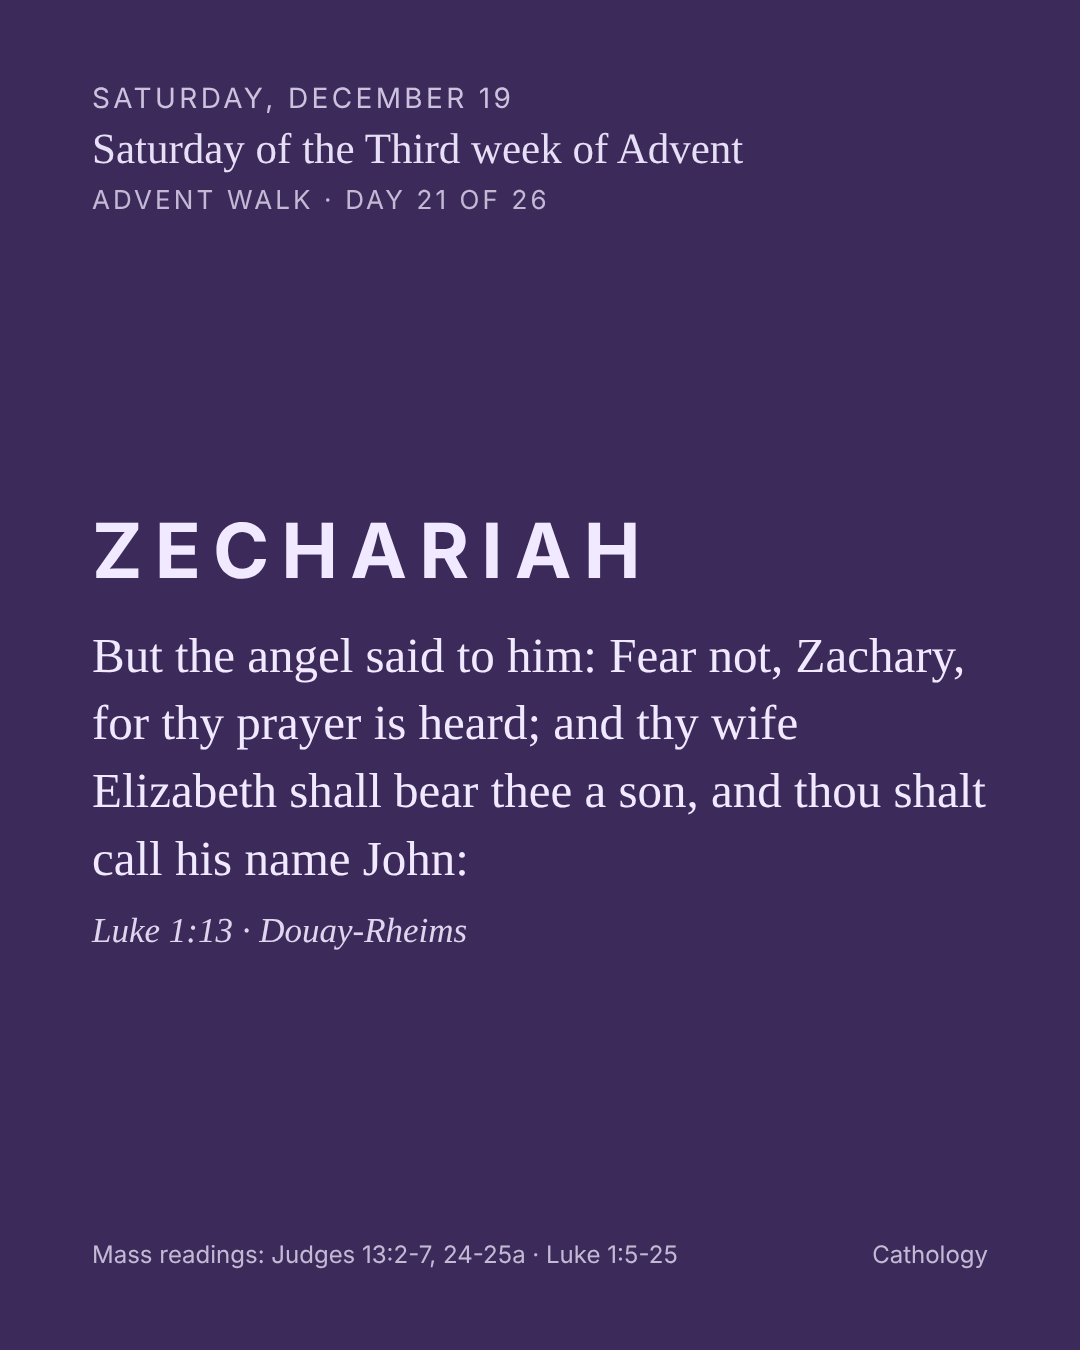 SATURDAY, DECEMBER 19
Saturday of the Third week of Advent
ADVENT WALK · DAY 21 OF 26
ZECHARIAH
But the angel said to him: Fear not, Zachary,
for thy prayer is heard; and thy wife
Elizabeth shall bear thee a son, and thou shalt
call his name John:
Luke 1:13 · Douay-Rheims
Mass readings: Judges 13:2-7, 24-25a · Luke 1:5-25
Cathology